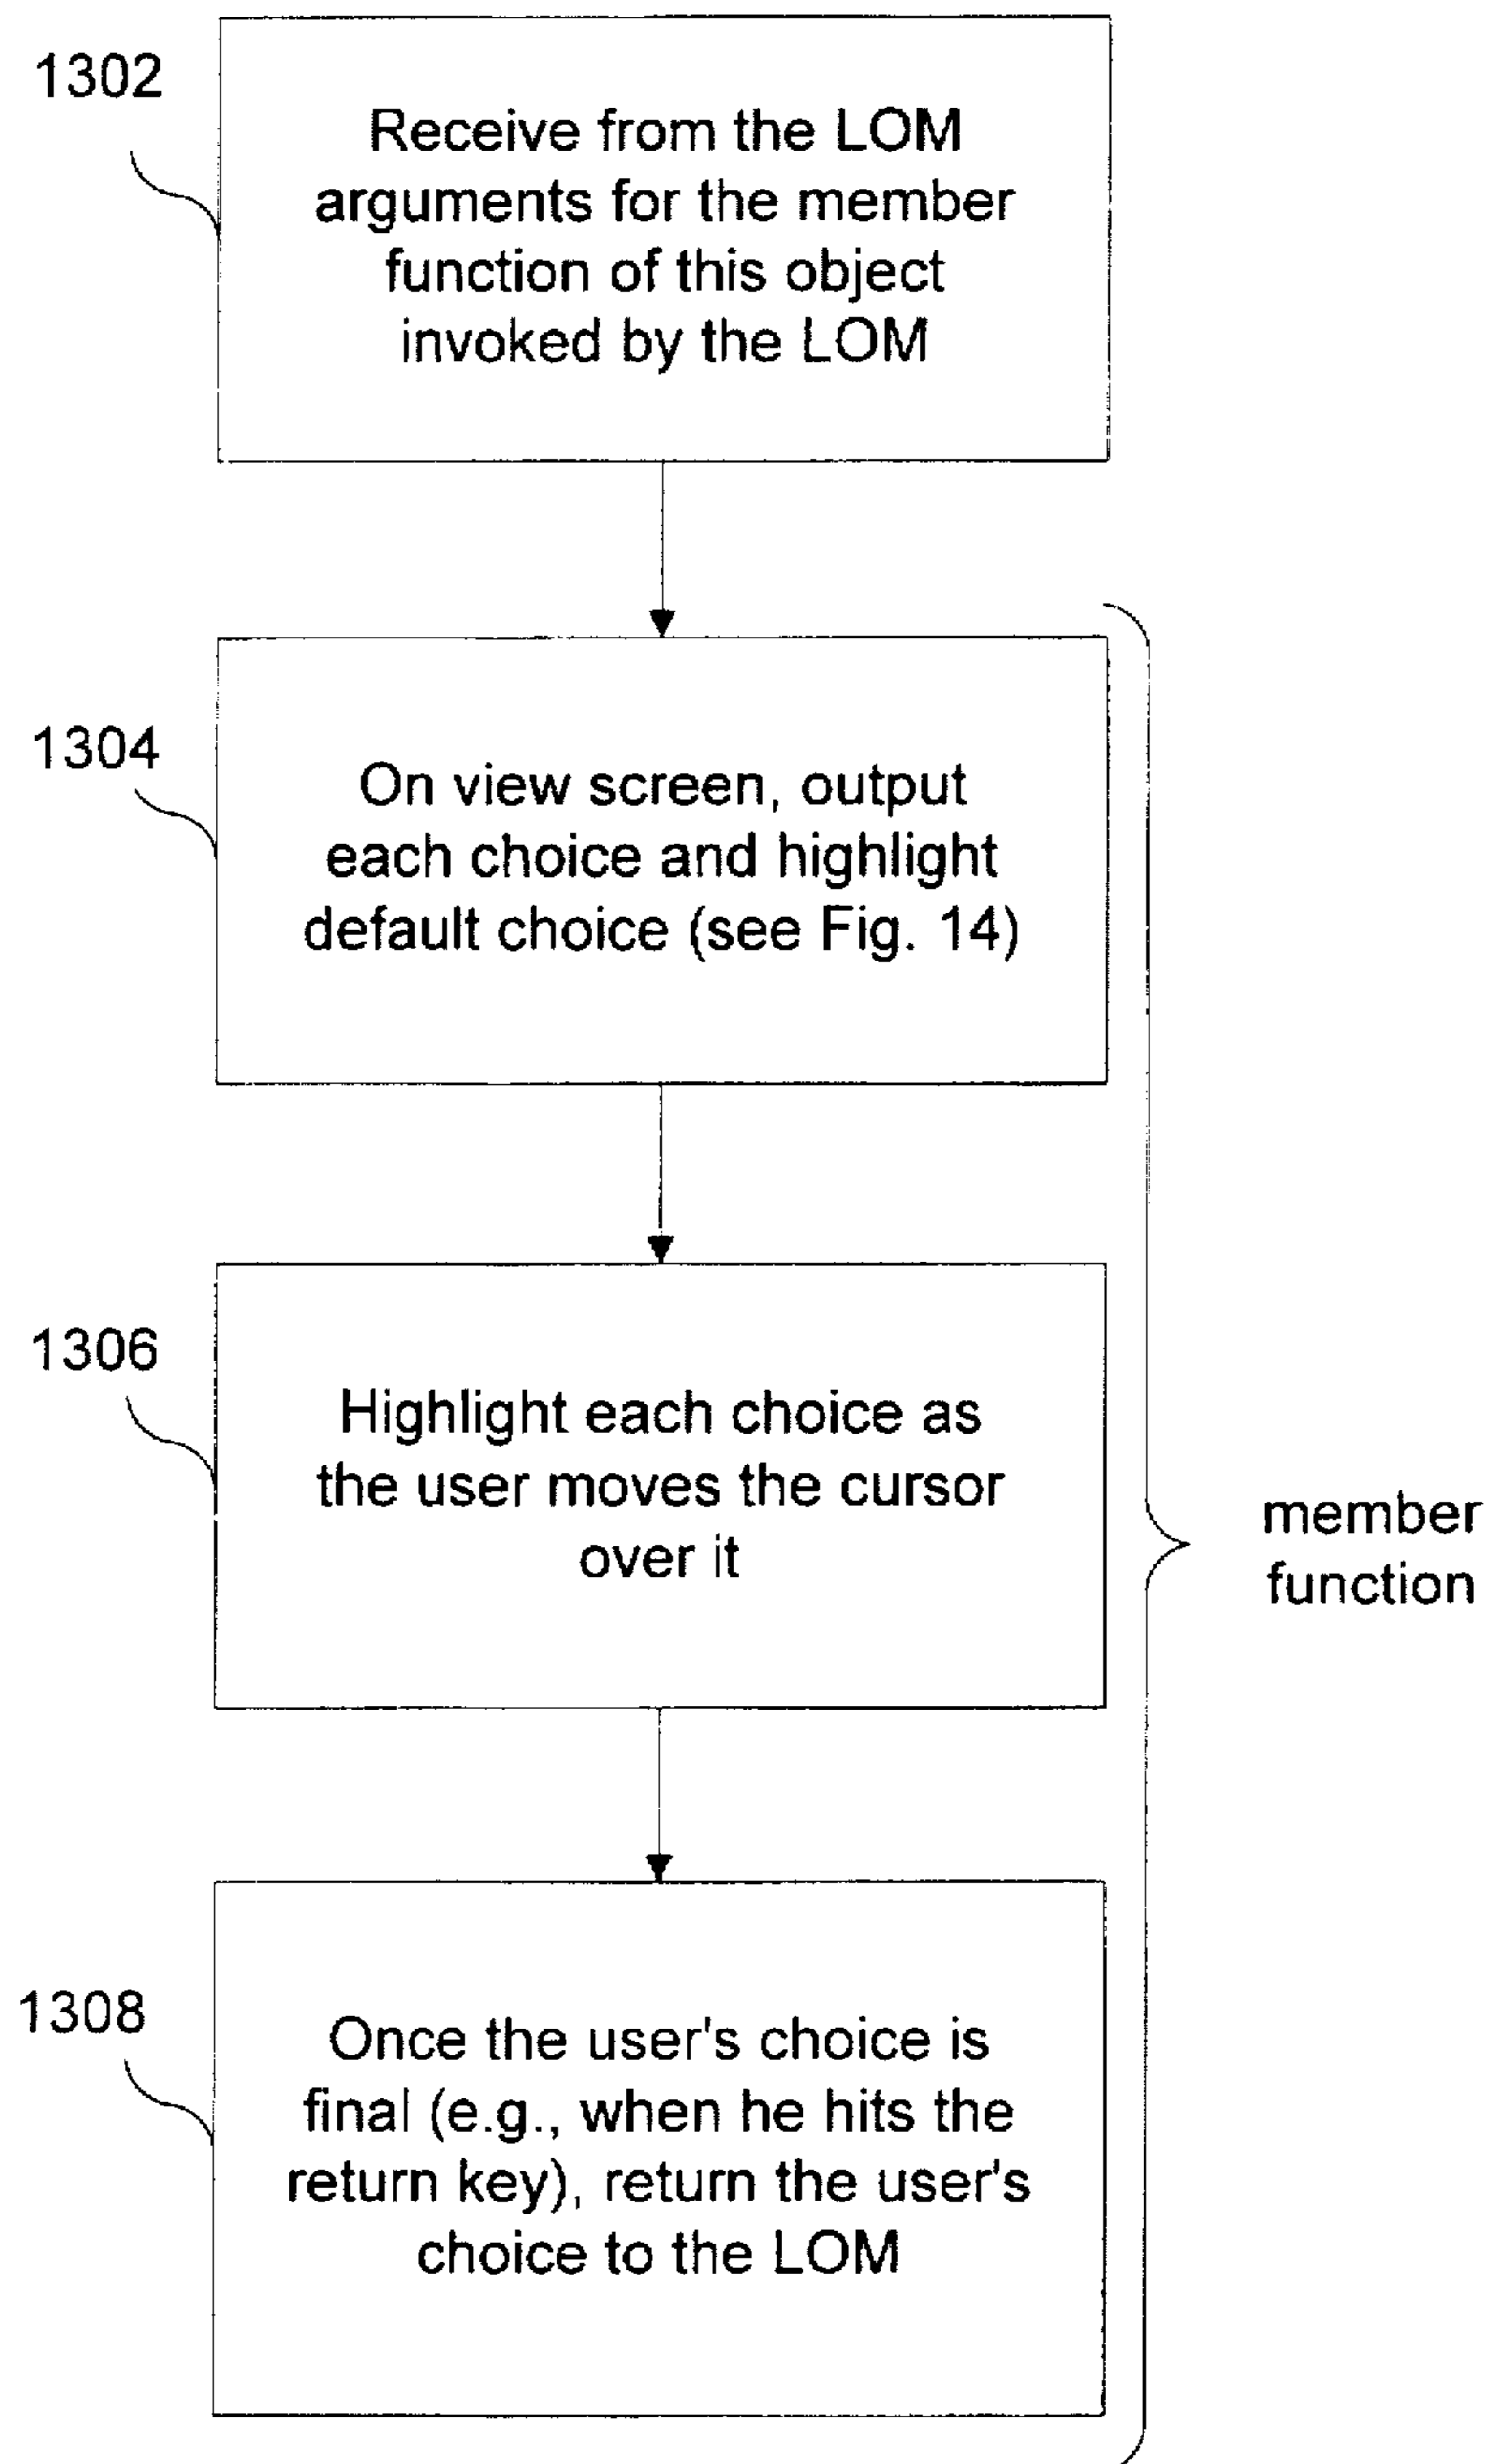 1302
Receive from the LOM
arguments for the member
function of this object
invoked by the LOM
1304
On view screen, output
each choice and highlight
default choice (see Fig. 14)
1306
Highlight each choice as
the user moves the cursor
over it
member
function
1308
Once the user's choice is
final (e.g., when he hits the
return key), return the user's
choice to the LOM